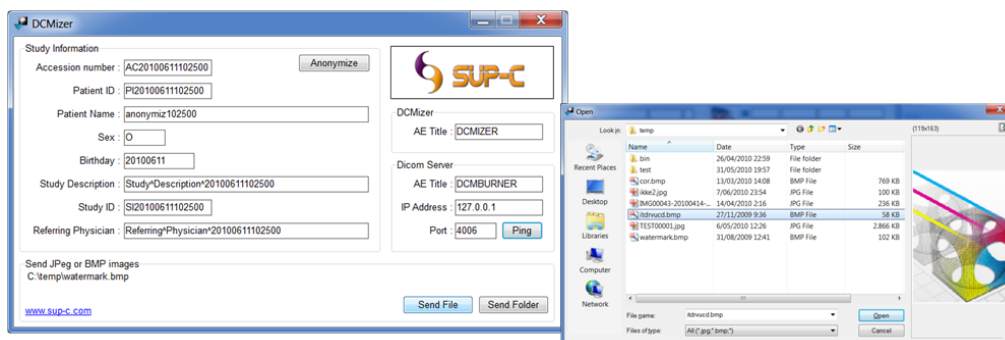 DCMizer
Study Information
Accession number : AC20100611102500
Anonymize
Patient ID : PI20100611102500
Patient Name : anonymiz102500
Sex : O
Birthday : 20100611
Study Description : Study^Description^20100611102500
Study ID : SI20100611102500
Referring Physician : Referring^Physician^20100611102500
SUP-C
DCMizer
AE Title : DCMIZER
Dicom Server
AE Title : DCMBURNER
IP Address : 127.0.0.1
Port : 4006 Ping
Send JPeg or BMP images
C:\temp\watermark.bmp
www.sup-c.com
Send File Send Folder
Open
Look in: temp
(119x163)
Name Date Type Size
bin 26/04/2010 22:59 File folder
test 31/05/2010 19:57 File folder
cor.bmp 13/03/2010 14:08 BMP File 769 KB
ikke2.jpg 7/06/2010 23:54 JPG File 100 KB
IMG00043-20100414-... 14/04/2010 2:16 JPG File 236 KB
itdrvucd.bmp 27/11/2009 9:36 BMP File 58 KB
TEST00001.jpg 6/05/2010 12:26 JPG File 2.866 KB
watermark.bmp 31/08/2009 12:41 BMP File 102 KB
Recent Places
Desktop
Libraries
Computer
Network
File name: itdrvucd.bmp Open
Files of type: All (*.jpg;*.bmp;*) Cancel